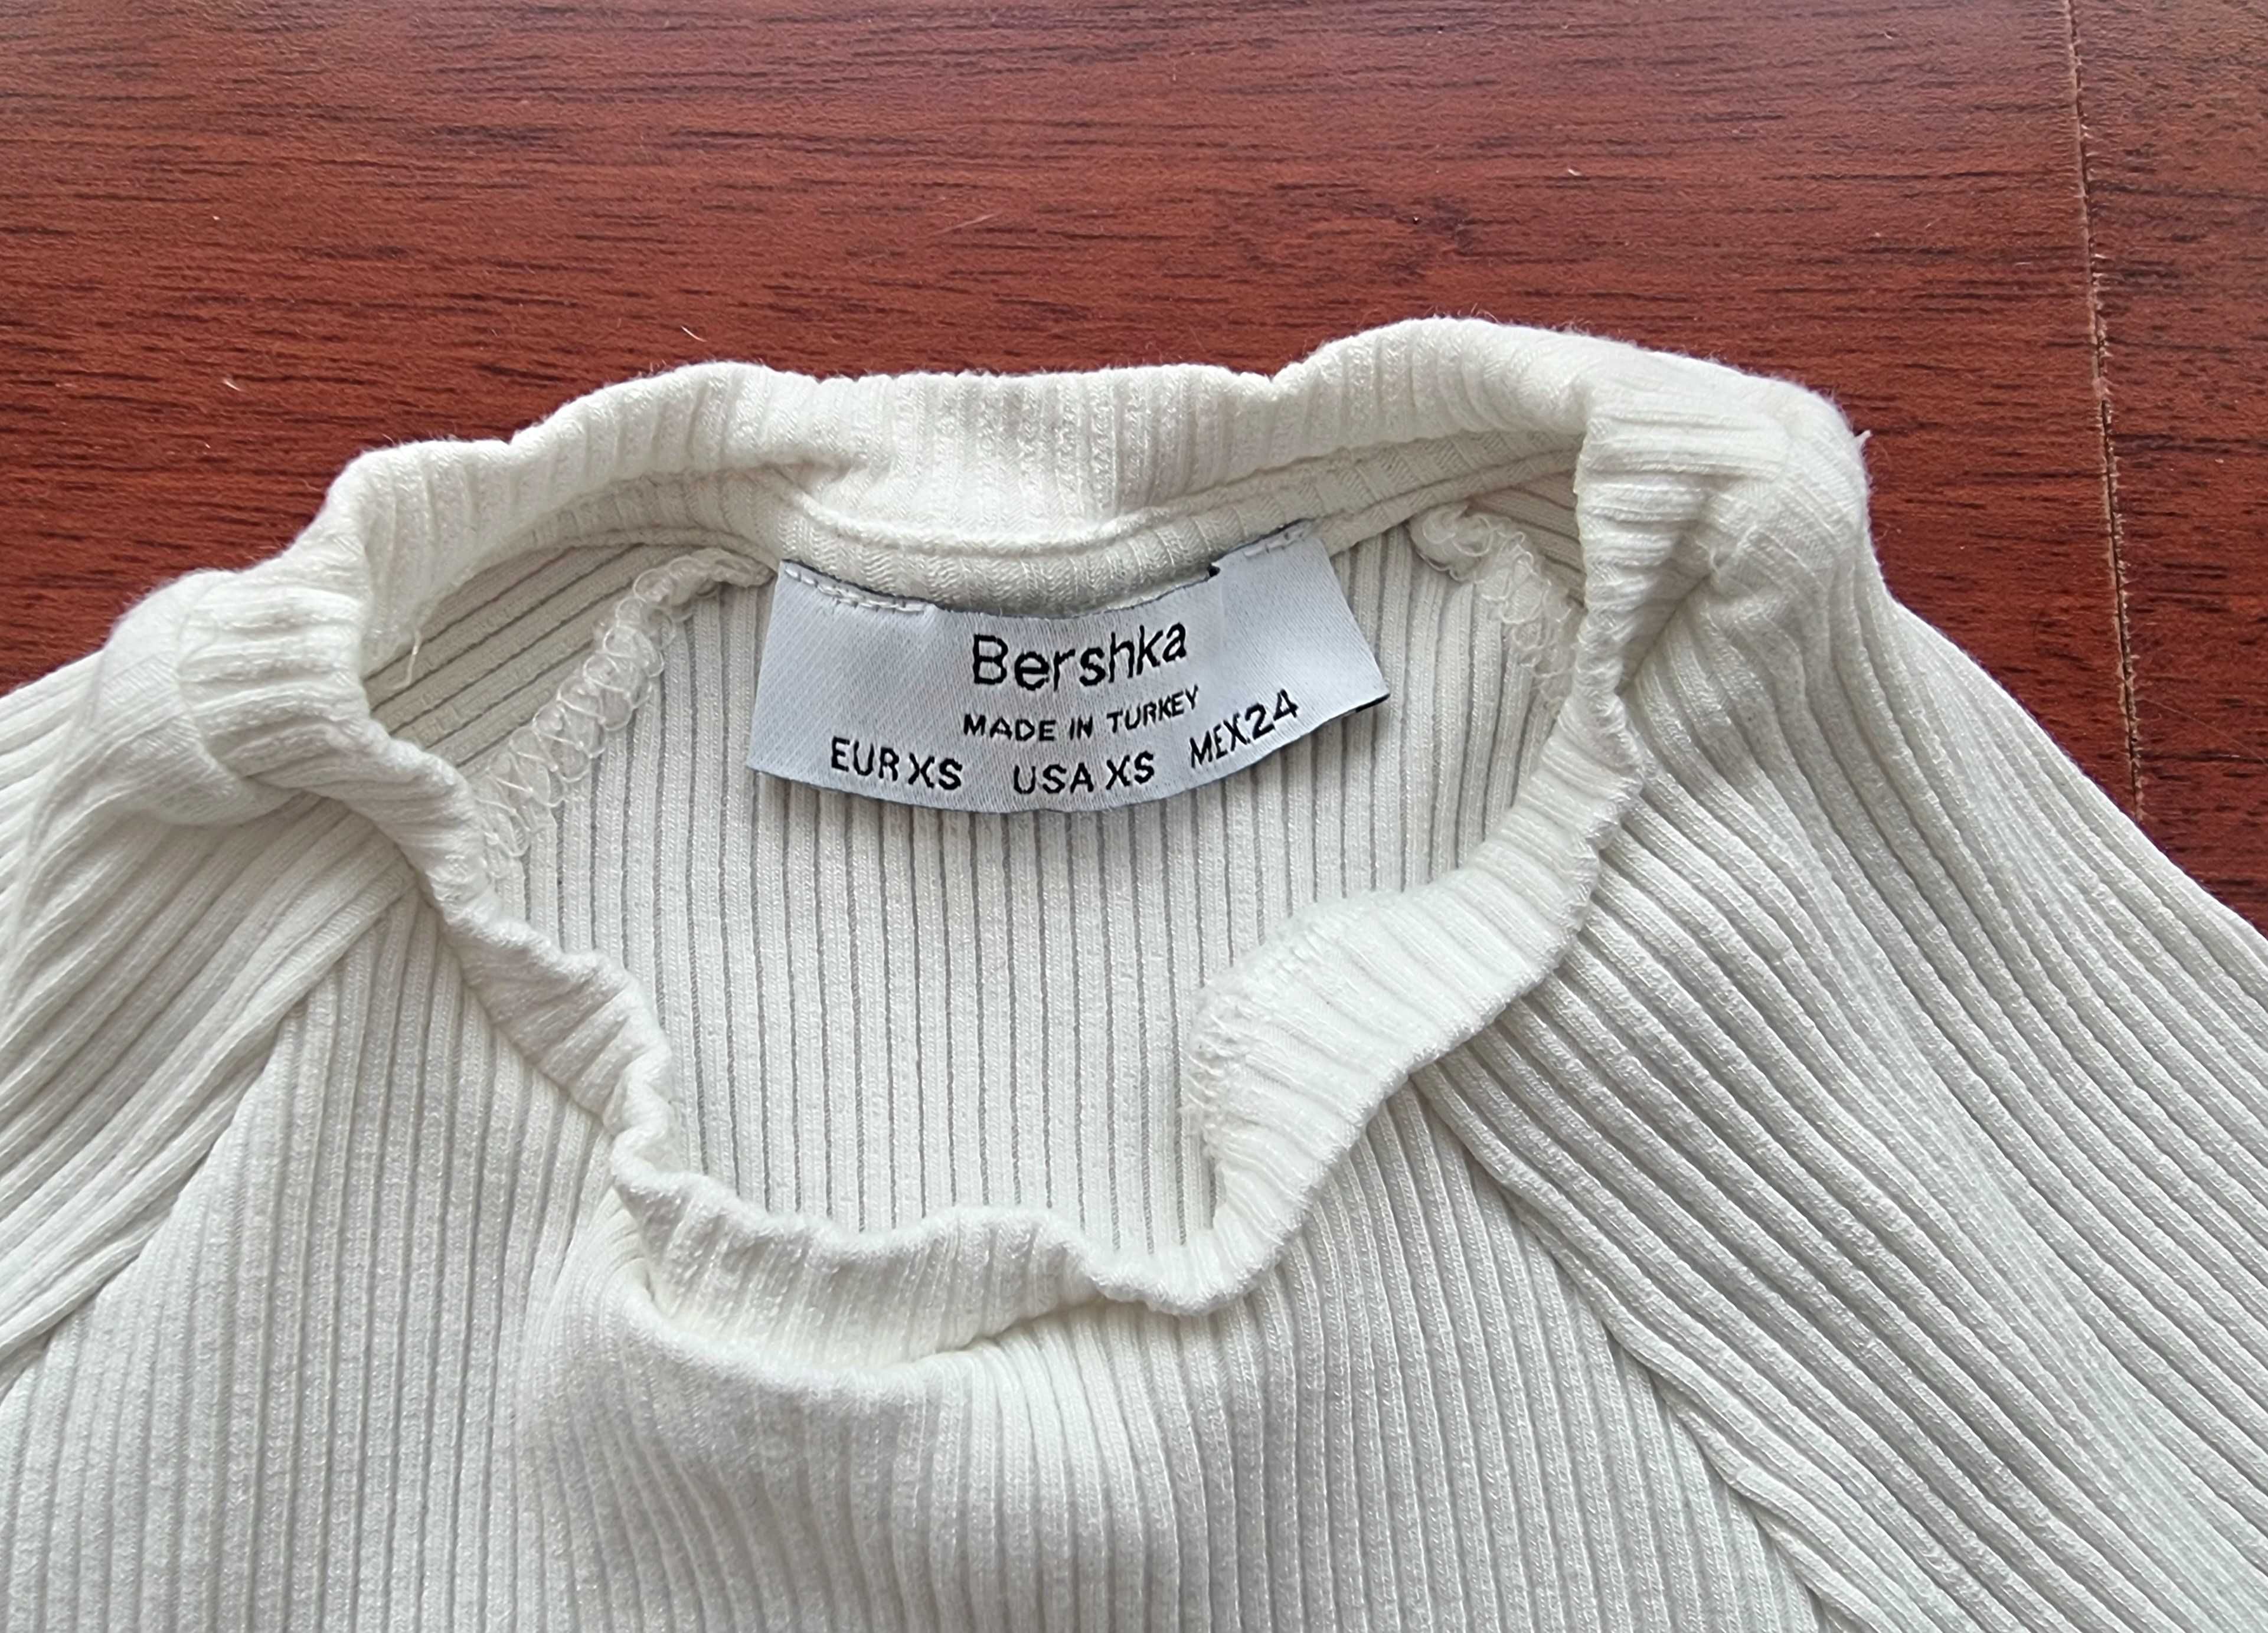 Bershka
MADE IN TURKEY
EUR XS USA XS MEX 24